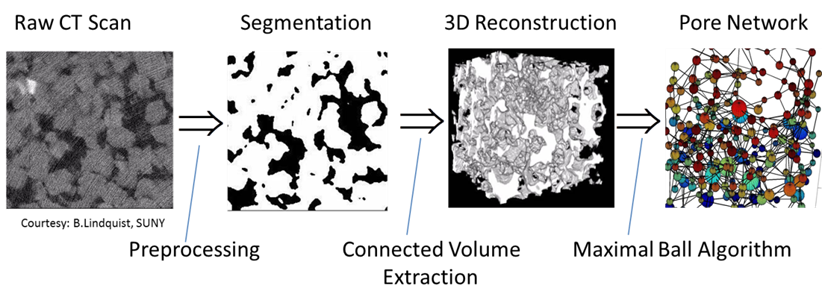 Raw CT Scan
Segmentation
3D Reconstruction
Pore Network
Courtesy: B.Lindquist, SUNY
Preprocessing
Connected Volume
Extraction
Maximal Ball Algorithm